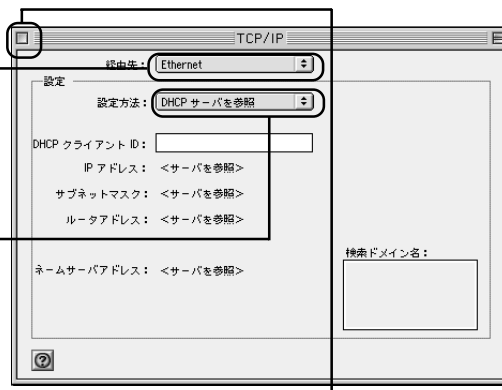 TCP/IP
経由先： Ethernet
設定
設定方法： DHCP サーバを参照
DHCP クライアント ID：
IP アドレス： <サーバを参照>
サブネットマスク： <サーバを参照>
ルータアドレス： <サーバを参照>
検索ドメイン名：
ネームサーバアドレス： <サーバを参照>
?